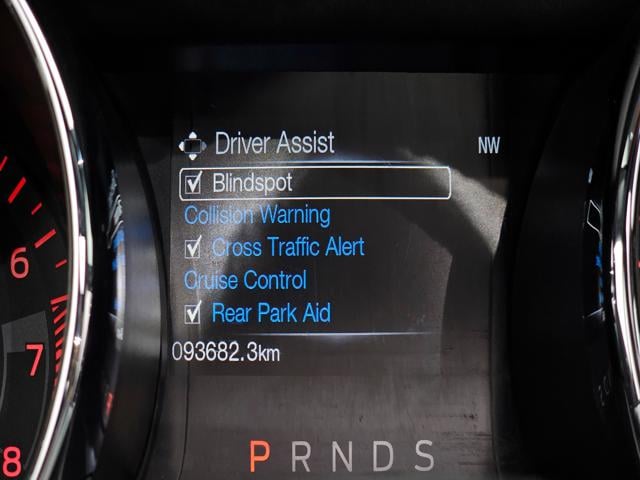 Driver Assist NW
Blindspot
Collision Warning
Cross Traffic Alert
Cruise Control
Rear Park Aid
093682.3km
P R N D S
6
7
8